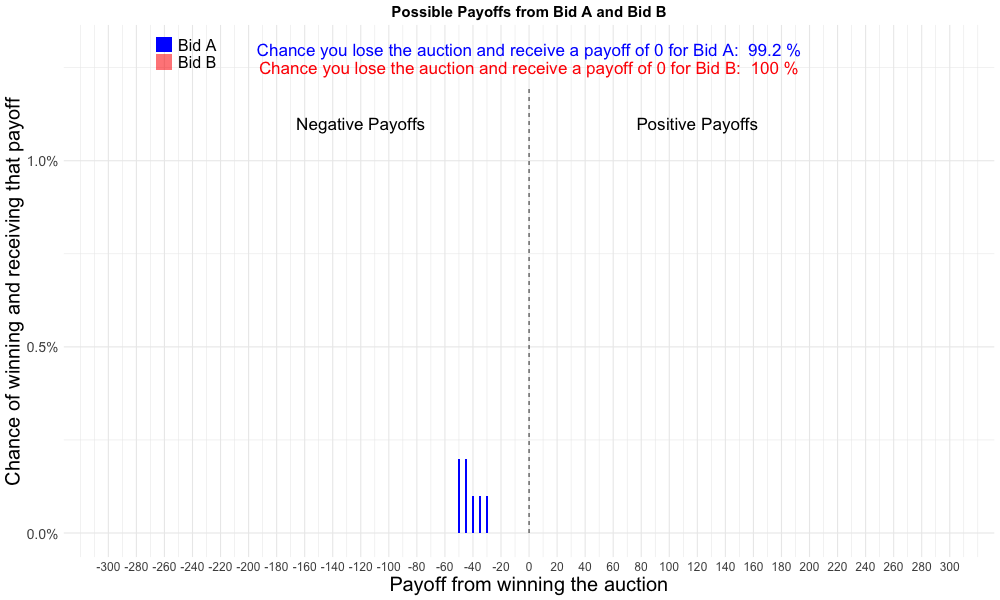 Possible Payoffs from Bid A and Bid B
Bid A
Bid B
Chance you lose the auction and receive a payoff of 0 for Bid A: 99.2 %
Chance you lose the auction and receive a payoff of 0 for Bid B: 100 %
Negative Payoffs
Positive Payoffs
Chance of winning and receiving that payoff
1.0%
0.5%
0.0%
-300 -280 -260 -240 -220 -200 -180 -160 -140 -120 -100 -80 -60 -40 -20 0 20 40 60 80 100 120 140 160 180 200 220 240 260 280 300
Payoff from winning the auction